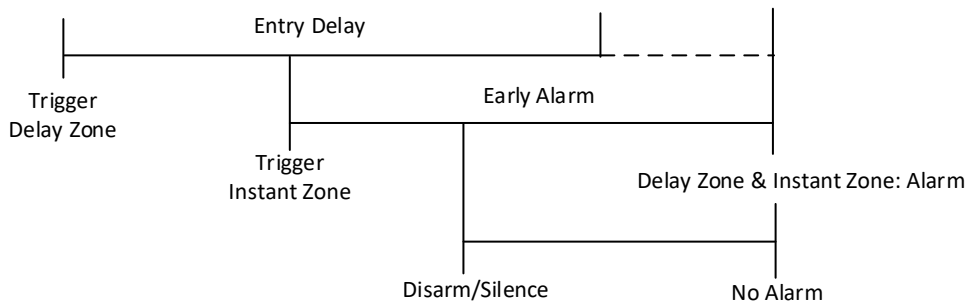 Entry Delay
Early Alarm
Trigger
Delay Zone
Trigger
Instant Zone
Delay Zone & Instant Zone: Alarm
Disarm/Silence
No Alarm